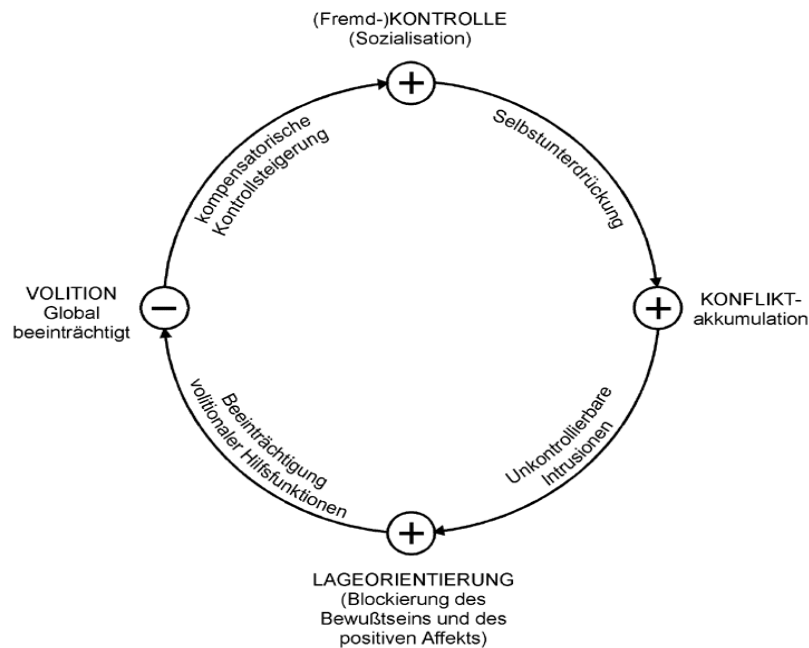 (Fremd-)KONTROLLE
(Sozialisation)
+
kompensatorische
Kontrollsteigerung
Selbstunterdrückung
VOLITION
Global
beeinträchtigt
−
+
KONFLIKT-
akkumulation
Beeinträchtigung
volitionaler Hilfsfunktionen
Unkontrollierbare
Intrusionen
+
LAGEORIENTIERUNG
(Blockierung des
Bewußtseins und des
positiven Affekts)